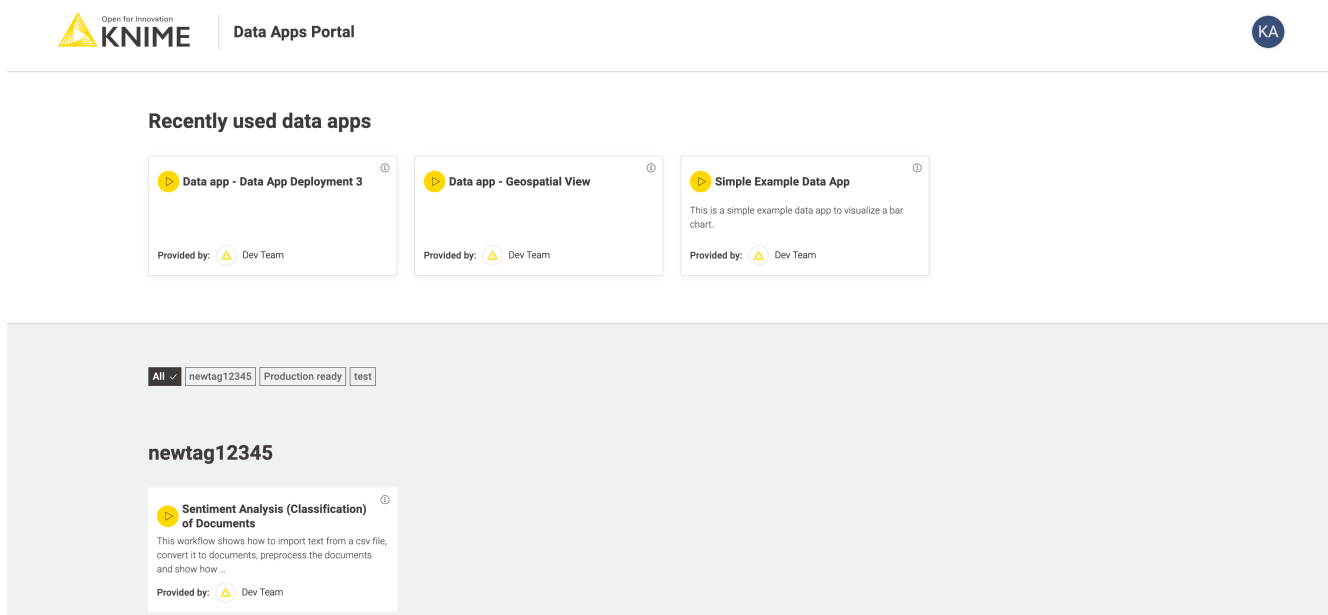 Open for Innovation
KNIME
Data Apps Portal
KA
Recently used data apps
Data app - Data App Deployment 3
Provided by: Dev Team
Data app - Geospatial View
Provided by: Dev Team
Simple Example Data App
This is a simple example data app to visualize a bar
chart.
Provided by: Dev Team
All
newtag12345
Production ready
test
newtag12345
Sentiment Analysis (Classification)
of Documents
This workflow shows how to import text from a csv file,
convert it to documents, preprocess the documents
and show how ...
Provided by: Dev Team